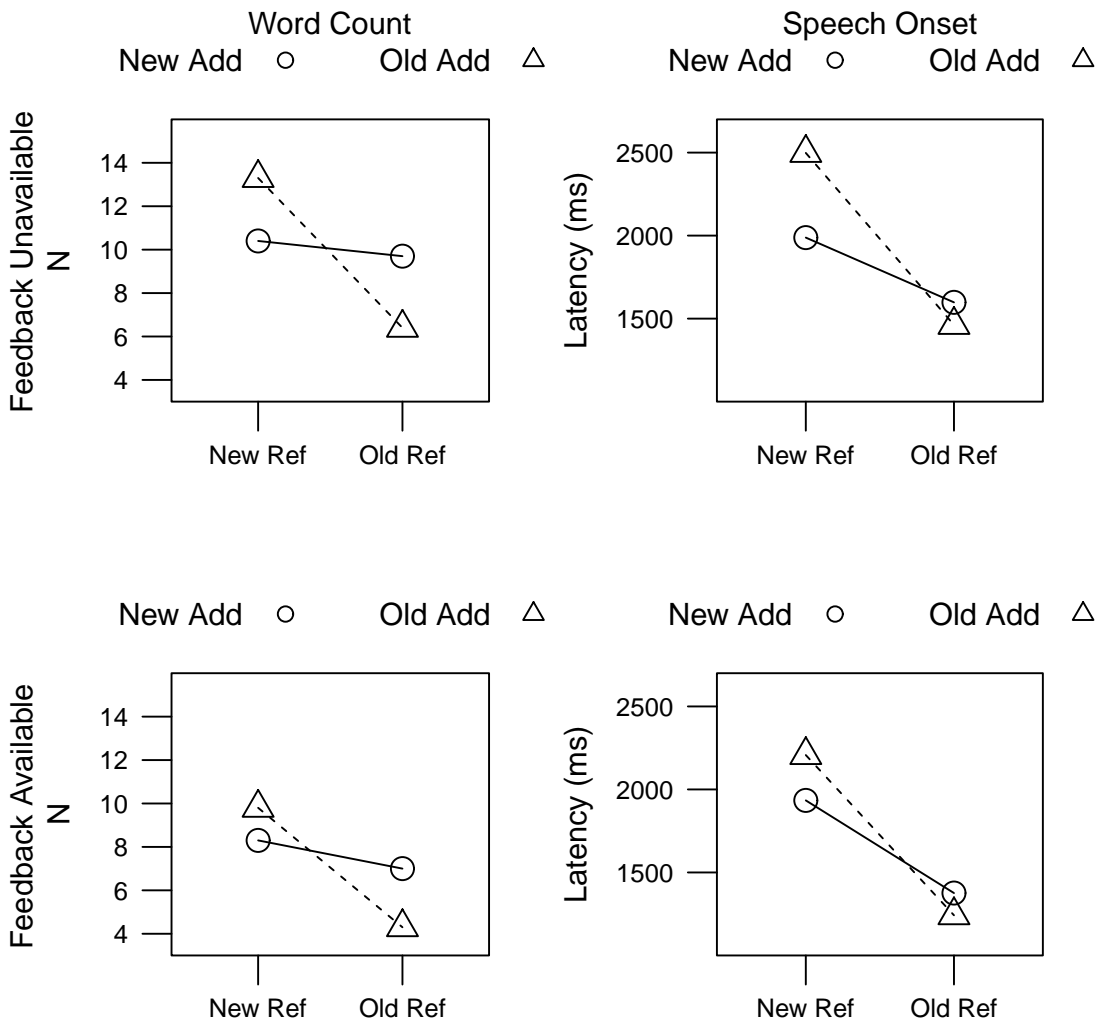 Word Count
New Add Old Add
Feedback Unavailable
N
14
12
10
8
6
4
New Ref Old Ref
Speech Onset
New Add Old Add
Latency (ms)
2500
2000
1500
New Ref Old Ref
New Add Old Add
Feedback Available
N
14
12
10
8
6
4
New Ref Old Ref
New Add Old Add
Latency (ms)
2500
2000
1500
New Ref Old Ref